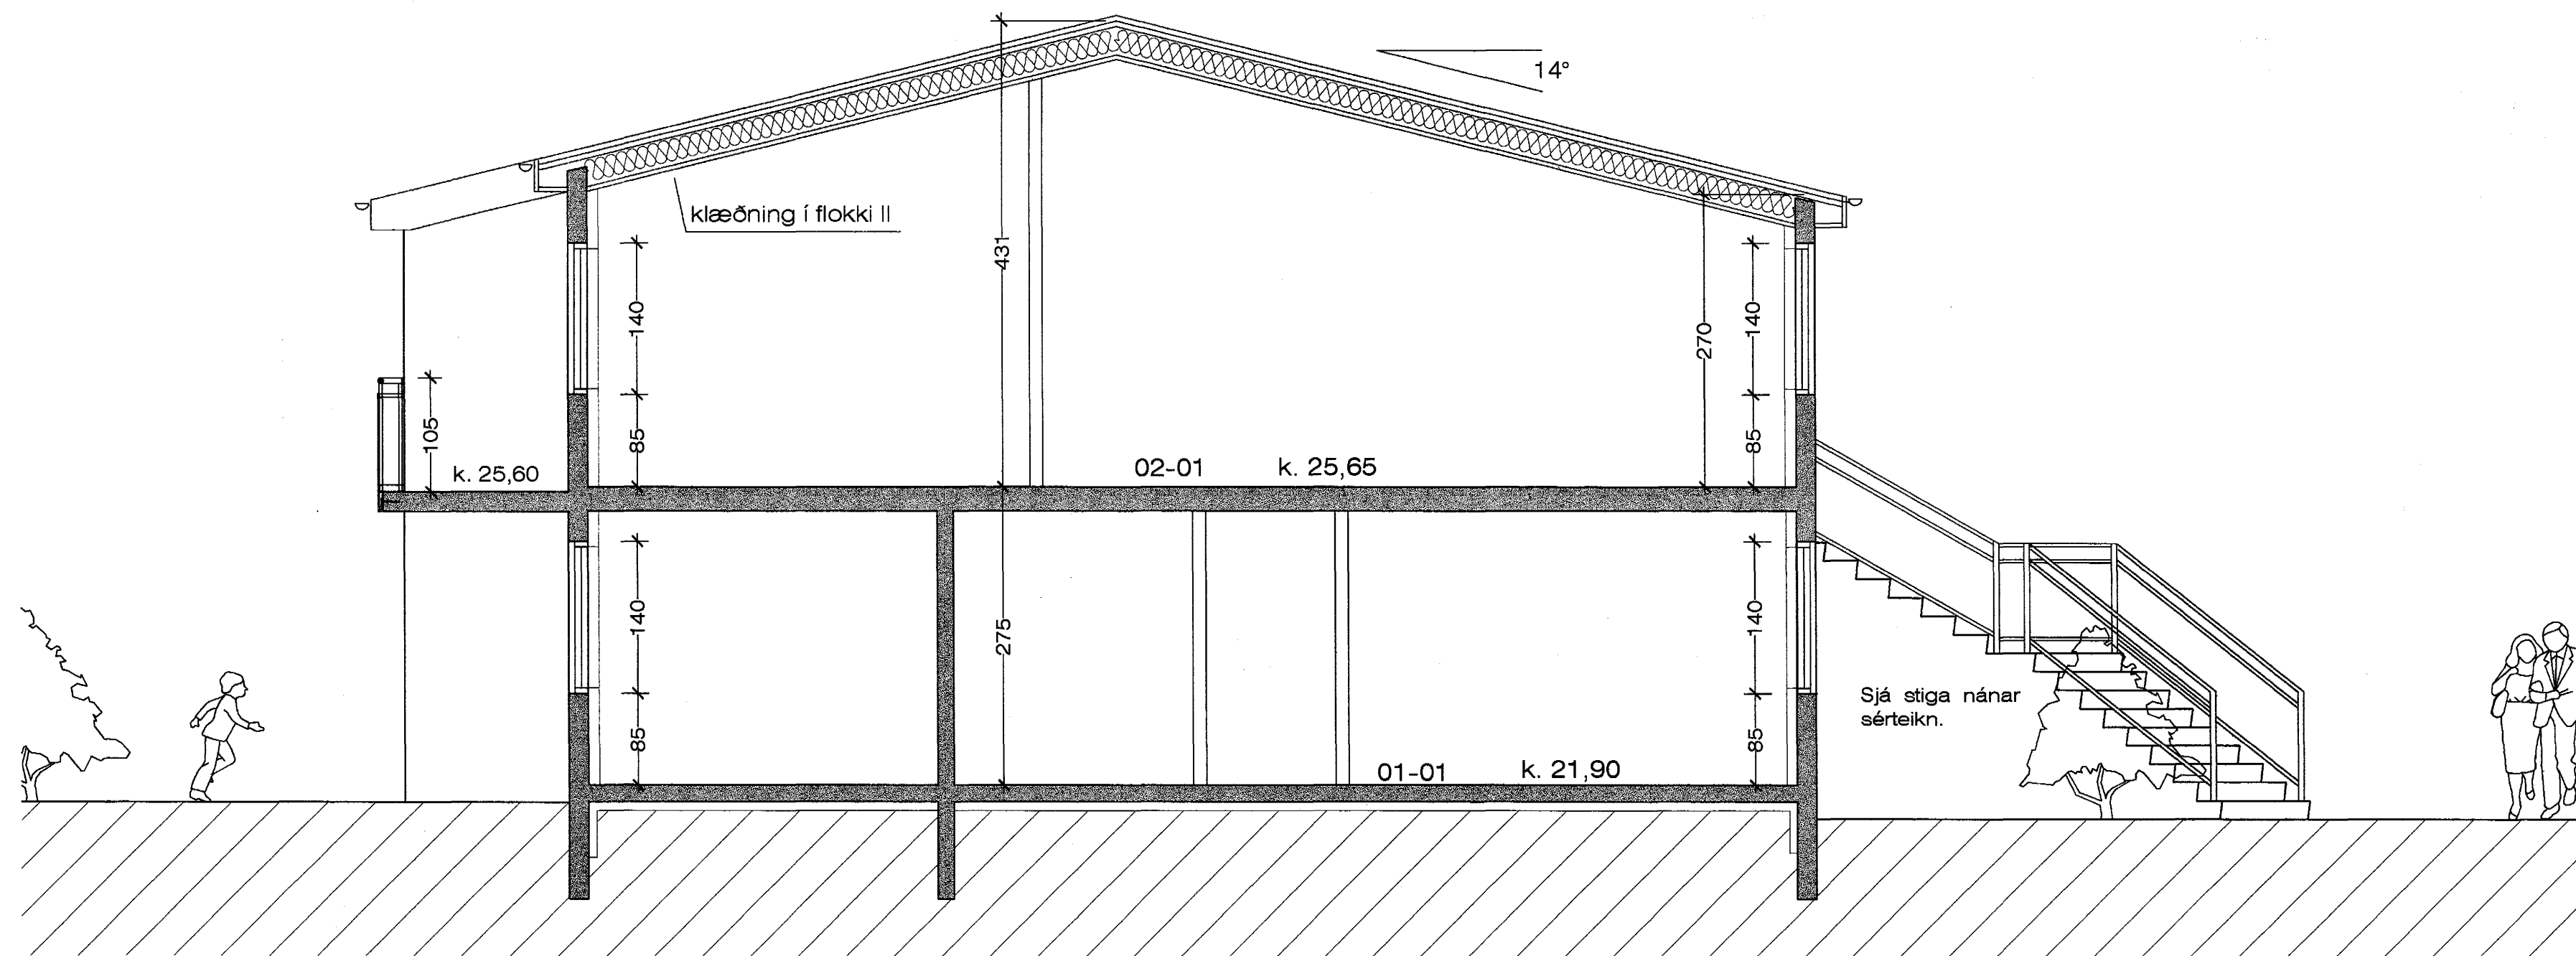 14°
klæðning í flokki II
431
140
140
270
105
85
85
k. 25,60
02-01
k. 25,65
140
275
140
Sjá stiga nánar
sérteikn.
85
85
01-01
k. 21,90